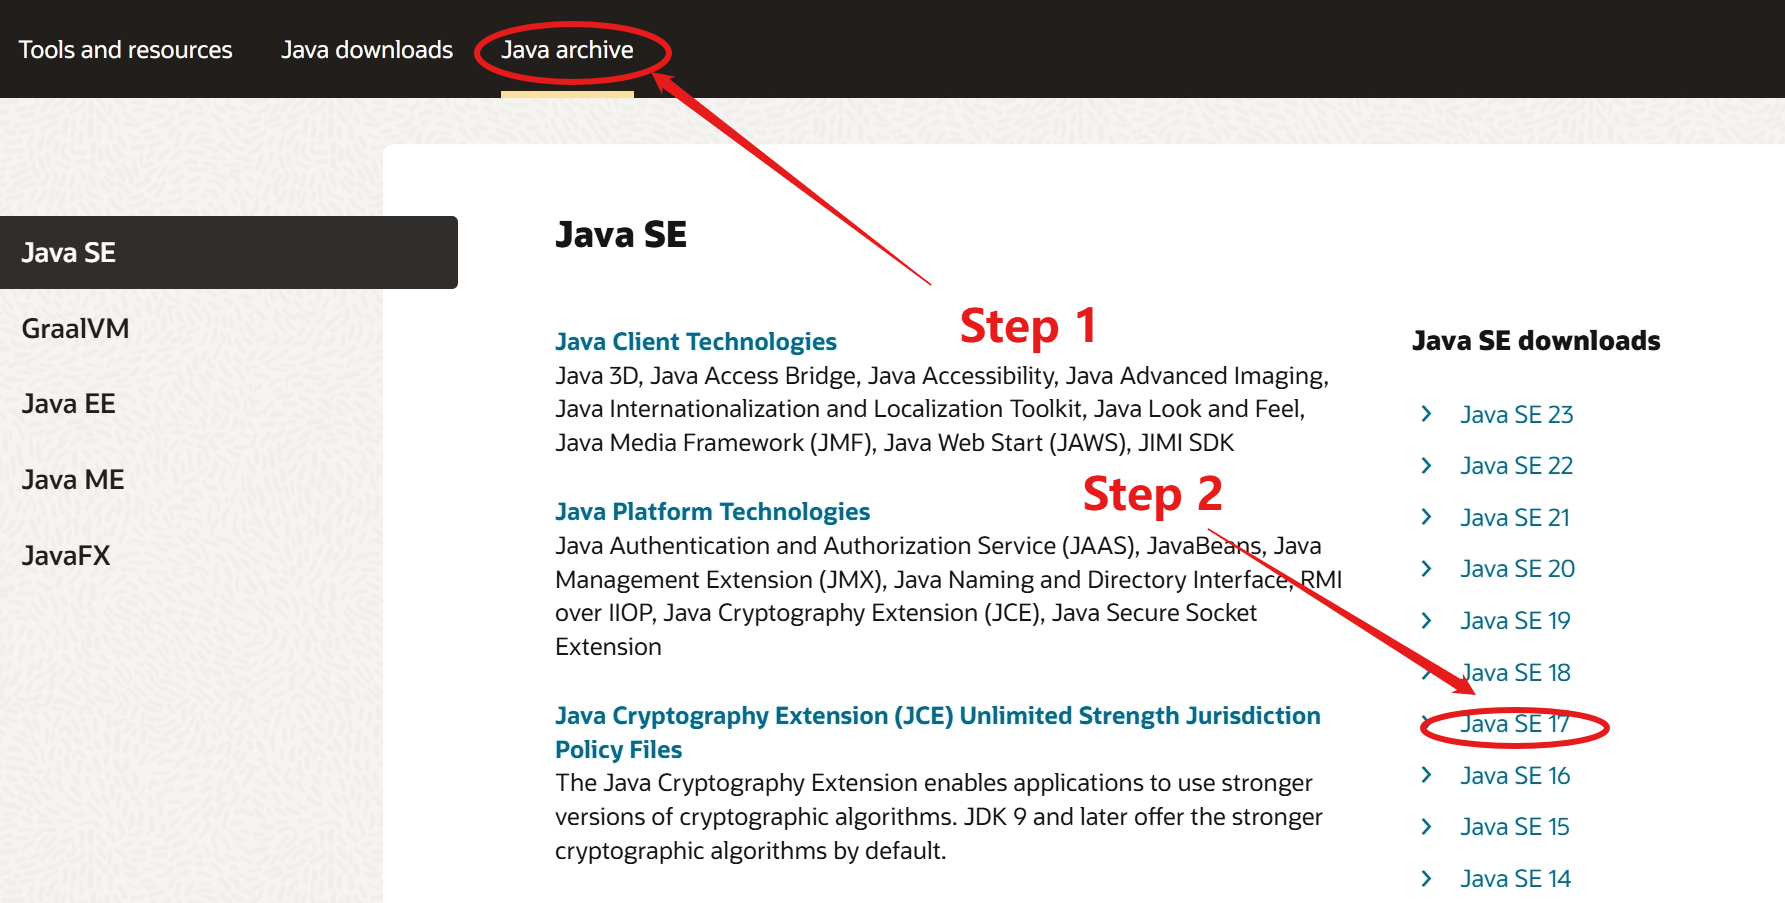 Tools and resources
Java downloads
Java archive
Java SE
GraalVM
Java EE
Java ME
JavaFX
Java SE
Step 1
Java Client Technologies
Java 3D, Java Access Bridge, Java Accessibility, Java Advanced Imaging,
Java Internationalization and Localization Toolkit, Java Look and Feel,
Java Media Framework (JMF), Java Web Start (JAWS), JIMI SDK
Step 2
Java Platform Technologies
Java Authentication and Authorization Service (JAAS), JavaBeans, Java
Management Extension (JMX), Java Naming and Directory Interface, RMI
over IIOP, Java Cryptography Extension (JCE), Java Secure Socket
Extension
Java Cryptography Extension (JCE) Unlimited Strength Jurisdiction
Policy Files
The Java Cryptography Extension enables applications to use stronger
versions of cryptographic algorithms. JDK 9 and later offer the stronger
cryptographic algorithms by default.
Java SE downloads
Java SE 23
Java SE 22
Java SE 21
Java SE 20
Java SE 19
Java SE 18
Java SE 17
Java SE 16
Java SE 15
Java SE 14